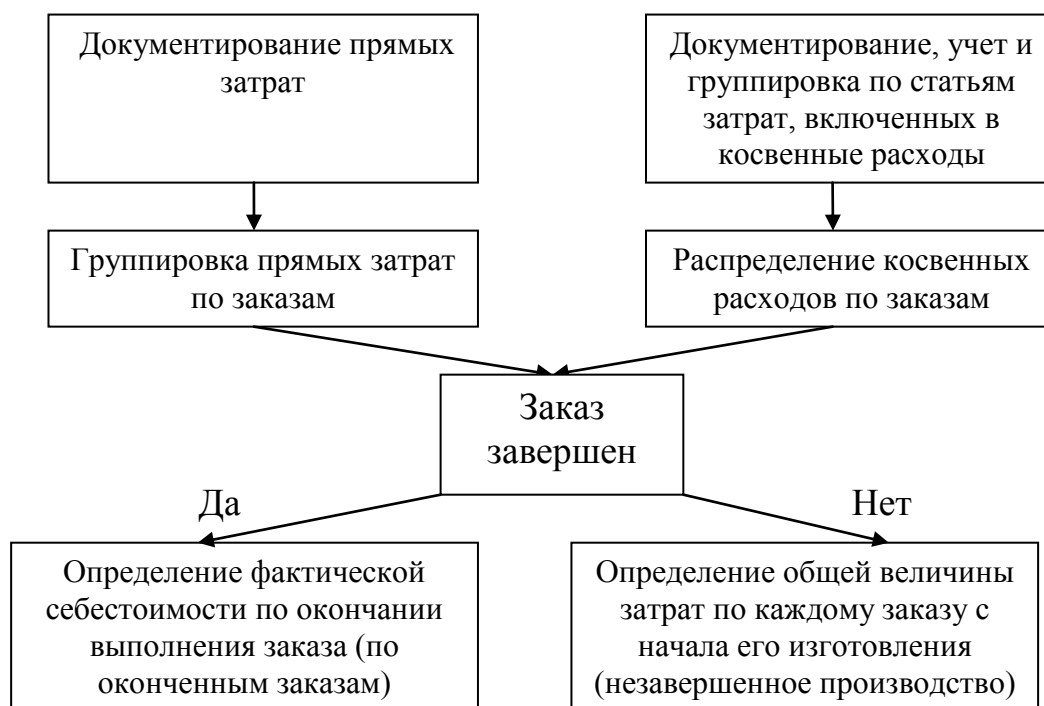 Документирование прямых
затрат
Документирование, учет и
группировка по статьям
затрат, включенных в
косвенные расходы
Группировка прямых затрат
по заказам
Распределение косвенных
расходов по заказам
Заказ
завершен
Да
Нет
Определение фактической
себестоимости по окончании
выполнения заказа (по
оконченным заказам)
Определение общей величины
затрат по каждому заказу с
начала его изготовления
(незавершенное производство)